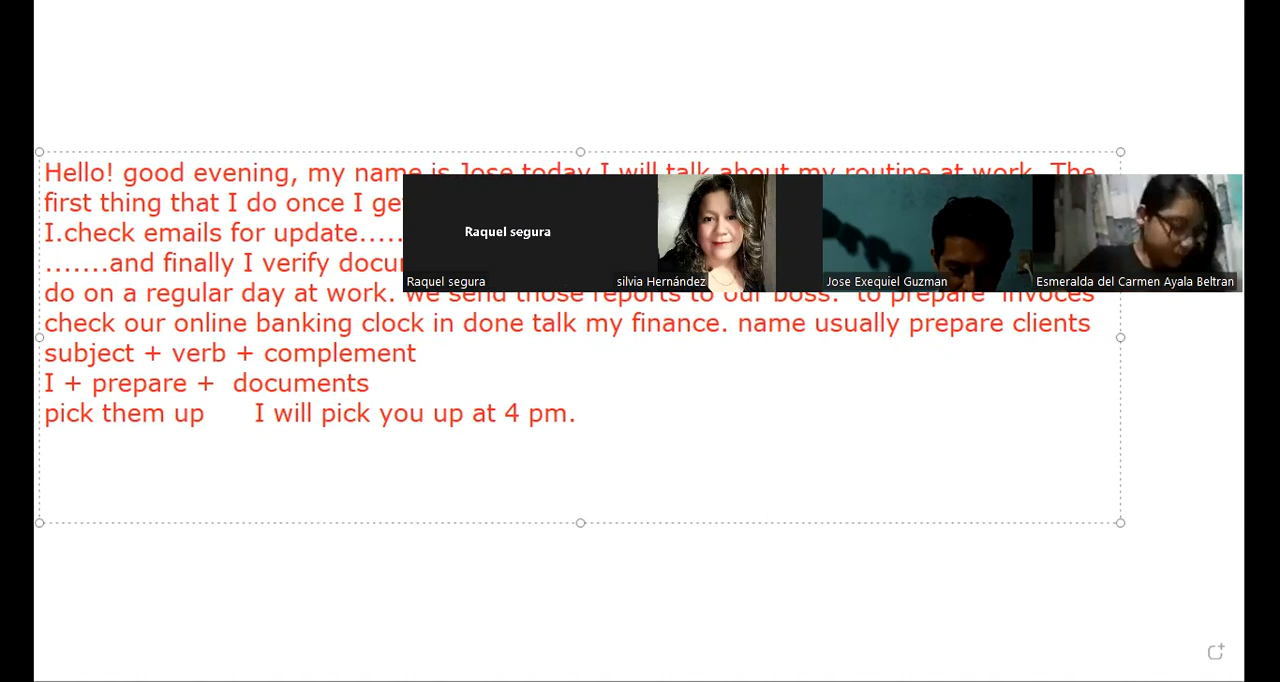 Hello! good evening, my name is Jose today I will talk about my routine at work. The
first thing that I do once I ge
I.check emails for update.....
.......and finally I verify docu
do on a regular day at work. We send those reports to our boss. to prepare invoces
check our online banking clock in done talk my finance. name usually prepare clients
subject + verb + complement
I + prepare + documents
pick them up I will pick you up at 4 pm.
Raquel segura
Raquel segura
silvia Hernández
Jose Exequiel Guzman
Esmeralda del Carmen Ayala Beltran